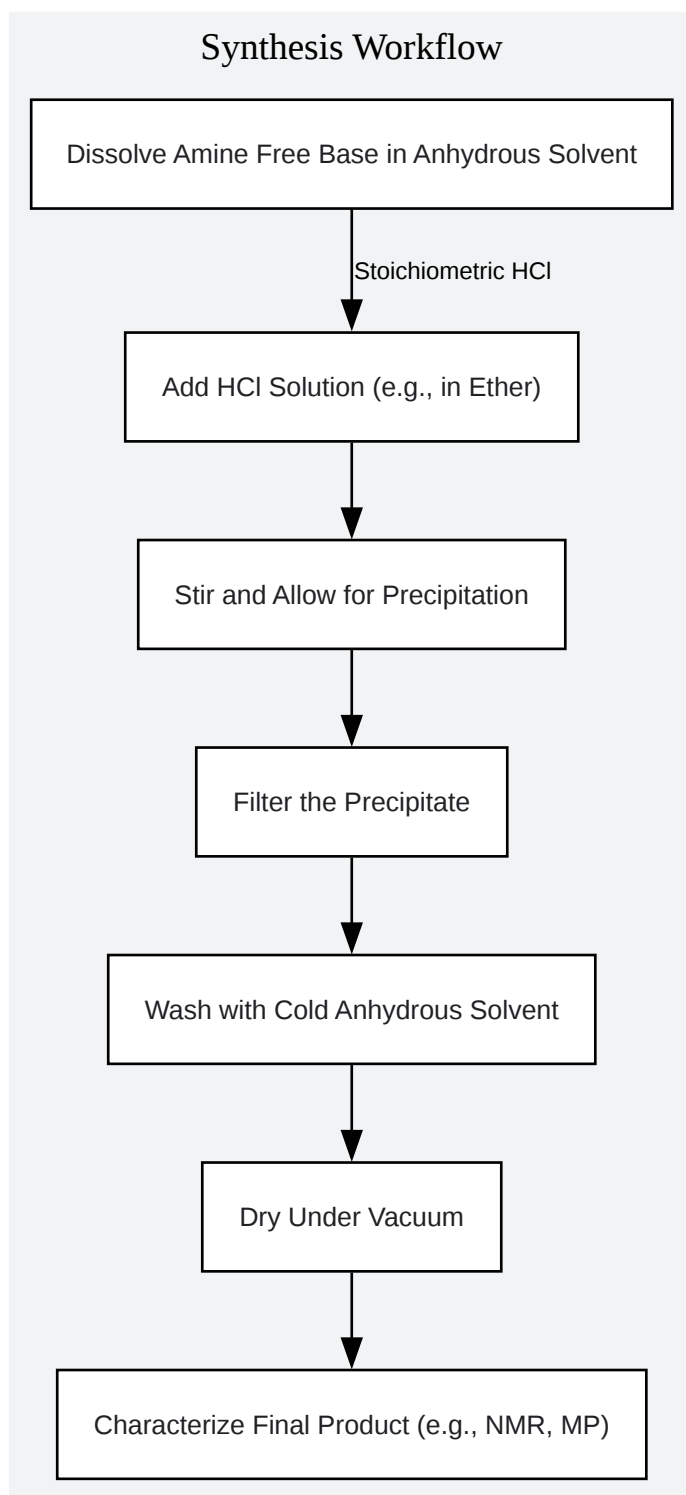 Synthesis Workflow
Dissolve Amine Free Base in Anhydrous Solvent
Stoichiometric HCl
Add HCl Solution (e.g., in Ether)
Stir and Allow for Precipitation
Filter the Precipitate
Wash with Cold Anhydrous Solvent
Dry Under Vacuum
Characterize Final Product (e.g., NMR, MP)